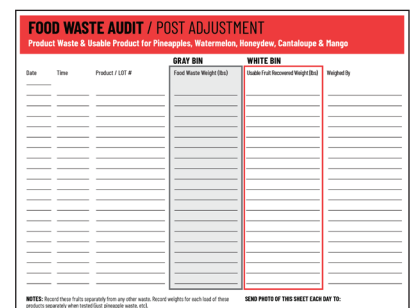 FOOD WASTE AUDIT / POST ADJUSTMENT
Product Waste & Usable Product for Pineapples, Watermelon, Honeydew, Cantaloupe & Mango
GRAY BIN WHITE BIN
Date Time Product / LOT # Food Waste Weight (lbs) Usable Fruit Recovered Weight (lbs) Weighed By
NOTES: Record these fruits separately from any other waste. Record weights for each load of these
products separately when tested (just pineapple waste, etc).
SEND PHOTO OF THIS SHEET EACH DAY TO: